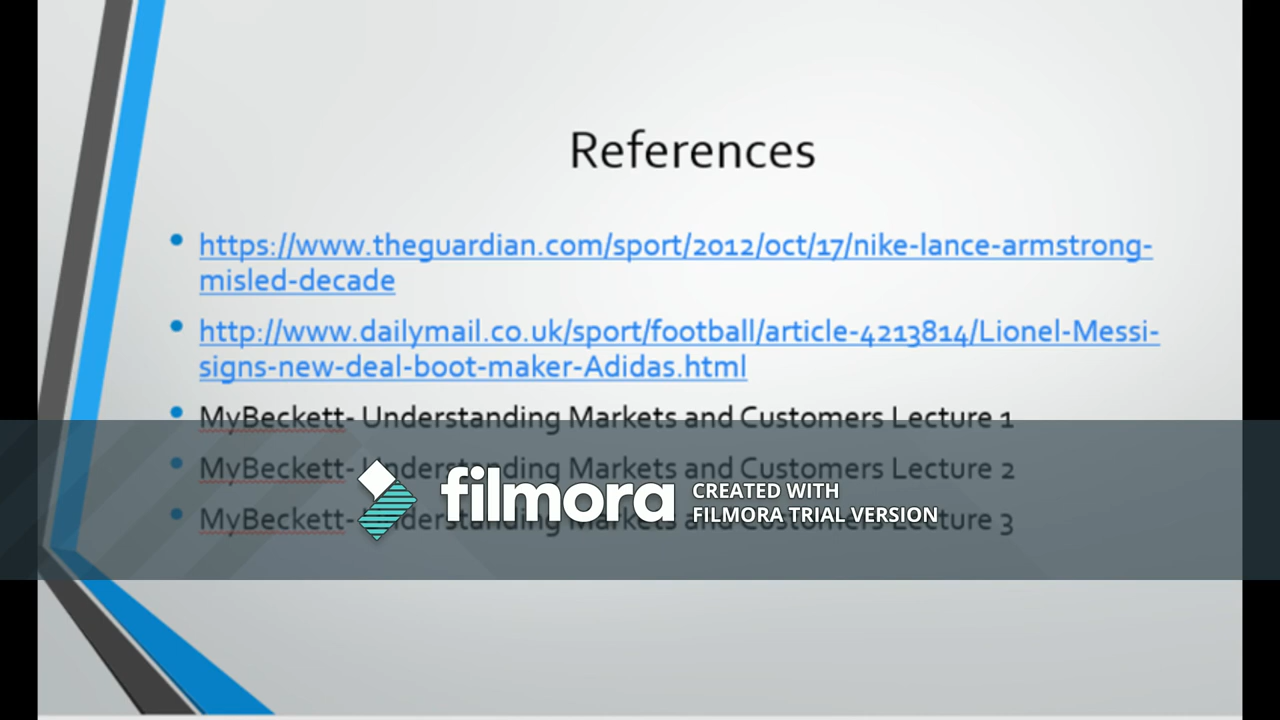 References
https://www.theguardian.com/sport/2012/oct/17/nike-lance-armstrong-
misled-decade
http://www.dailymail.co.uk/sport/football/article-4213814/Lionel-Messi-
signs-new-deal-boot-maker-Adidas.html
MyBeckett- Understanding Markets and Customers Lecture 1
MyBeckett- Understanding Markets and Customers Lecture 2
MyBeckett- Understanding Markets and Customers Lecture 3
filmora
CREATED WITH
FILMORA TRIAL VERSION